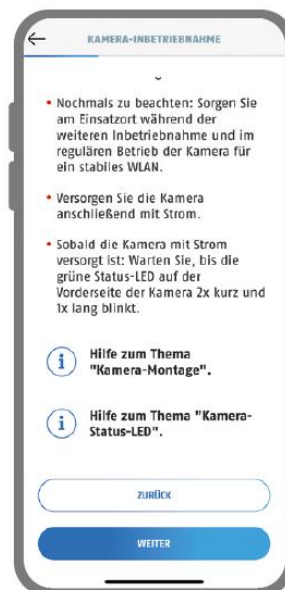 KAMERA-INBETRIEBNAHME
• Nochmals zu beachten: Sorgen Sie
am Einsatzort während der
weiteren Inbetriebnahme und im
regulären Betrieb der Kamera für
ein stabiles WLAN.
• Versorgen Sie die Kamera
anschließend mit Strom.
• Sobald die Kamera mit Strom
versorgt ist: Warten Sie, bis die
grüne Status-LED auf der
Vorderseite der Kamera 2x kurz und
1x lang blinkt.
Hilfe zum Thema
"Kamera-Montage".
Hilfe zum Thema "Kamera-
Status-LED".
ZURÜCK
WEITER